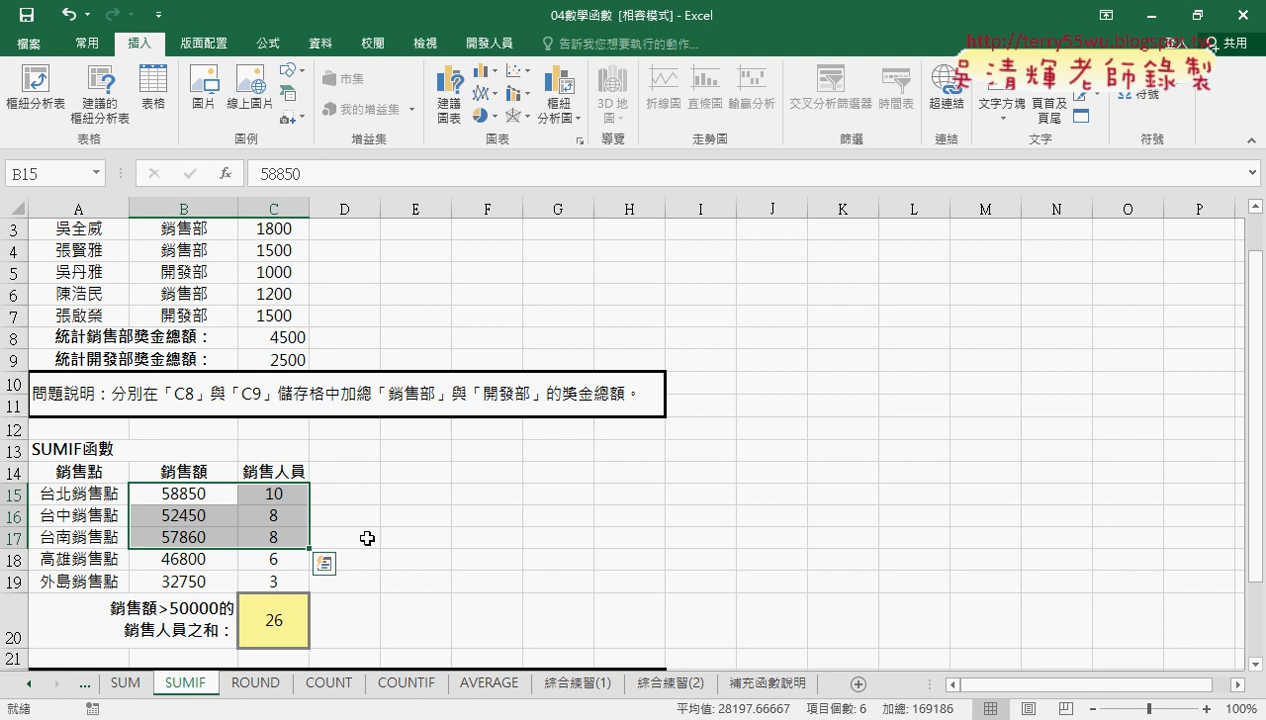 04數學函數 [相容模式] - Excel
http://terry55wu.blogspot.tw
檔案 常用 插入 版面配置 公式 資料 校閱 檢視 開發人員 告訴我您想要執行的動作... 登入 共用
吳清輝老師錄製
樞紐分析表 建議的樞紐分析表 表格 圖片 線上圖片 市集 我的增益集 建議圖表 樞紐分析圖 3D 地圖 折線圖 直條圖 輸贏分析 交叉分析篩選器 時間表 超連結 文字方塊 頁首及頁尾 符號
表格 圖例 增益集 圖表 導覽 走勢圖 篩選 連結 文字 符號
B15 fx 58850
A B C D E F G H I J K L M N O P
3 吳全威 銷售部 1800
4 張賢雅 銷售部 1500
5 吳丹雅 開發部 1000
6 陳浩民 銷售部 1200
7 張啟榮 開發部 1500
8 統計銷售部獎金總額： 4500
9 統計開發部獎金總額： 2500
10 問題說明：分別在「C8」與「C9」儲存格中加總「銷售部」與「開發部」的獎金總額。
11
12
13 SUMIF函數
14 銷售點 銷售額 銷售人員
15 台北銷售點 58850 10
16 台中銷售點 52450 8
17 台南銷售點 57860 8
18 高雄銷售點 46800 6
19 外島銷售點 32750 3
銷售額>50000的
20 銷售人員之和： 26
21
... SUM SUMIF ROUND COUNT COUNTIF AVERAGE 綜合練習(1) 綜合練習(2) 補充函數說明
就緒 平均值: 28197.66667 項目個數: 6 加總: 169186 100%